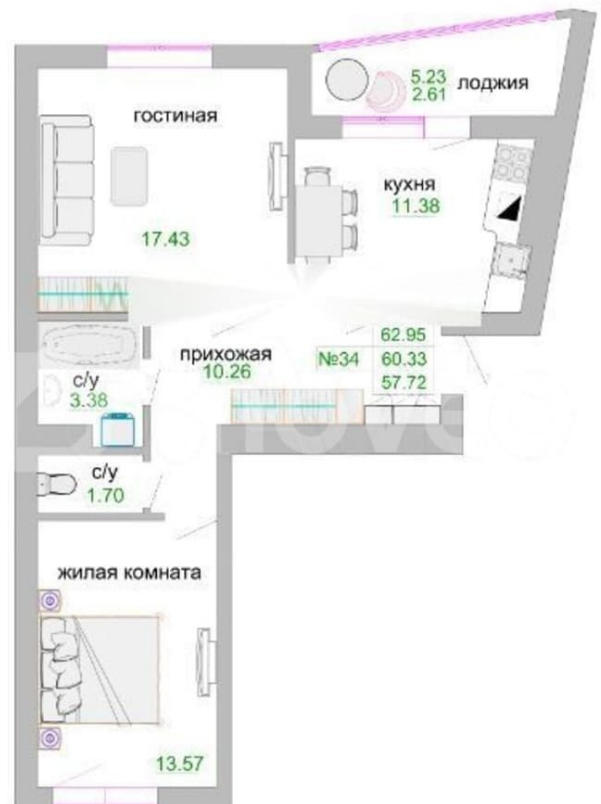 5.23 лоджия
2.61
гостиная
кухня
11.38
17.43
62.95
прихожая №34 60.33
10.26 57.72
с/у
3.38
с/у
1.70
жилая комната
13.57